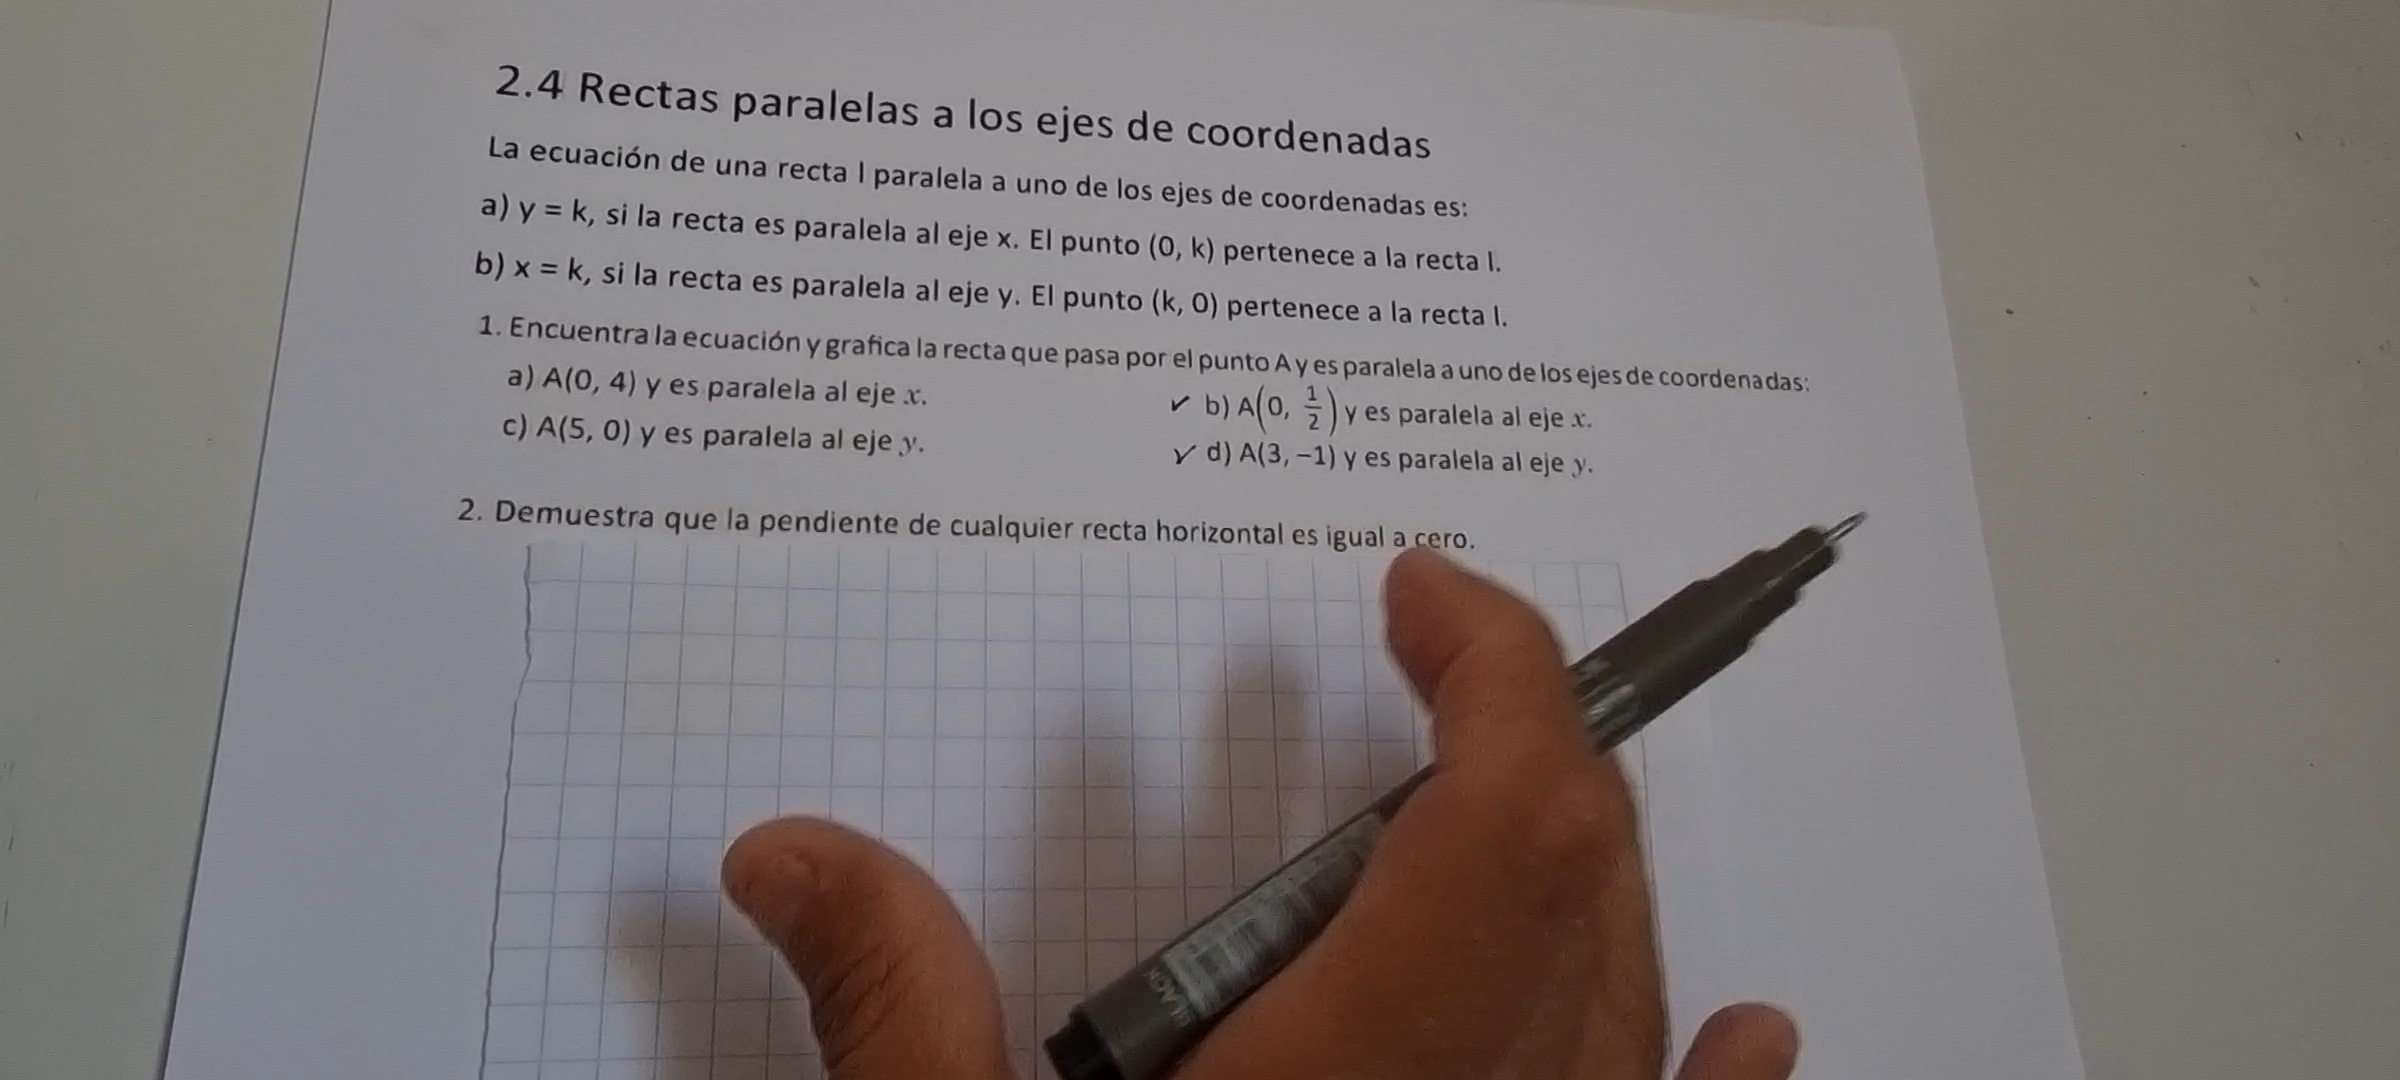 2.4 Rectas paralelas a los ejes de coordenadas
La ecuación de una recta l paralela a uno de los ejes de coordenadas es:
a) y = k, si la recta es paralela al eje x. El punto (0, k) pertenece a la recta l.
b) x = k, si la recta es paralela al eje y. El punto (k, 0) pertenece a la recta l.
1. Encuentra la ecuación y grafica la recta que pasa por el punto A y es paralela a uno de los ejes de coordenadas:
a) A(0, 4) y es paralela al eje x.
✓ b) A(0, 1/2) y es paralela al eje x.
c) A(5, 0) y es paralela al eje y.
✓ d) A(3, −1) y es paralela al eje y.
2. Demuestra que la pendiente de cualquier recta horizontal es igual a cero.